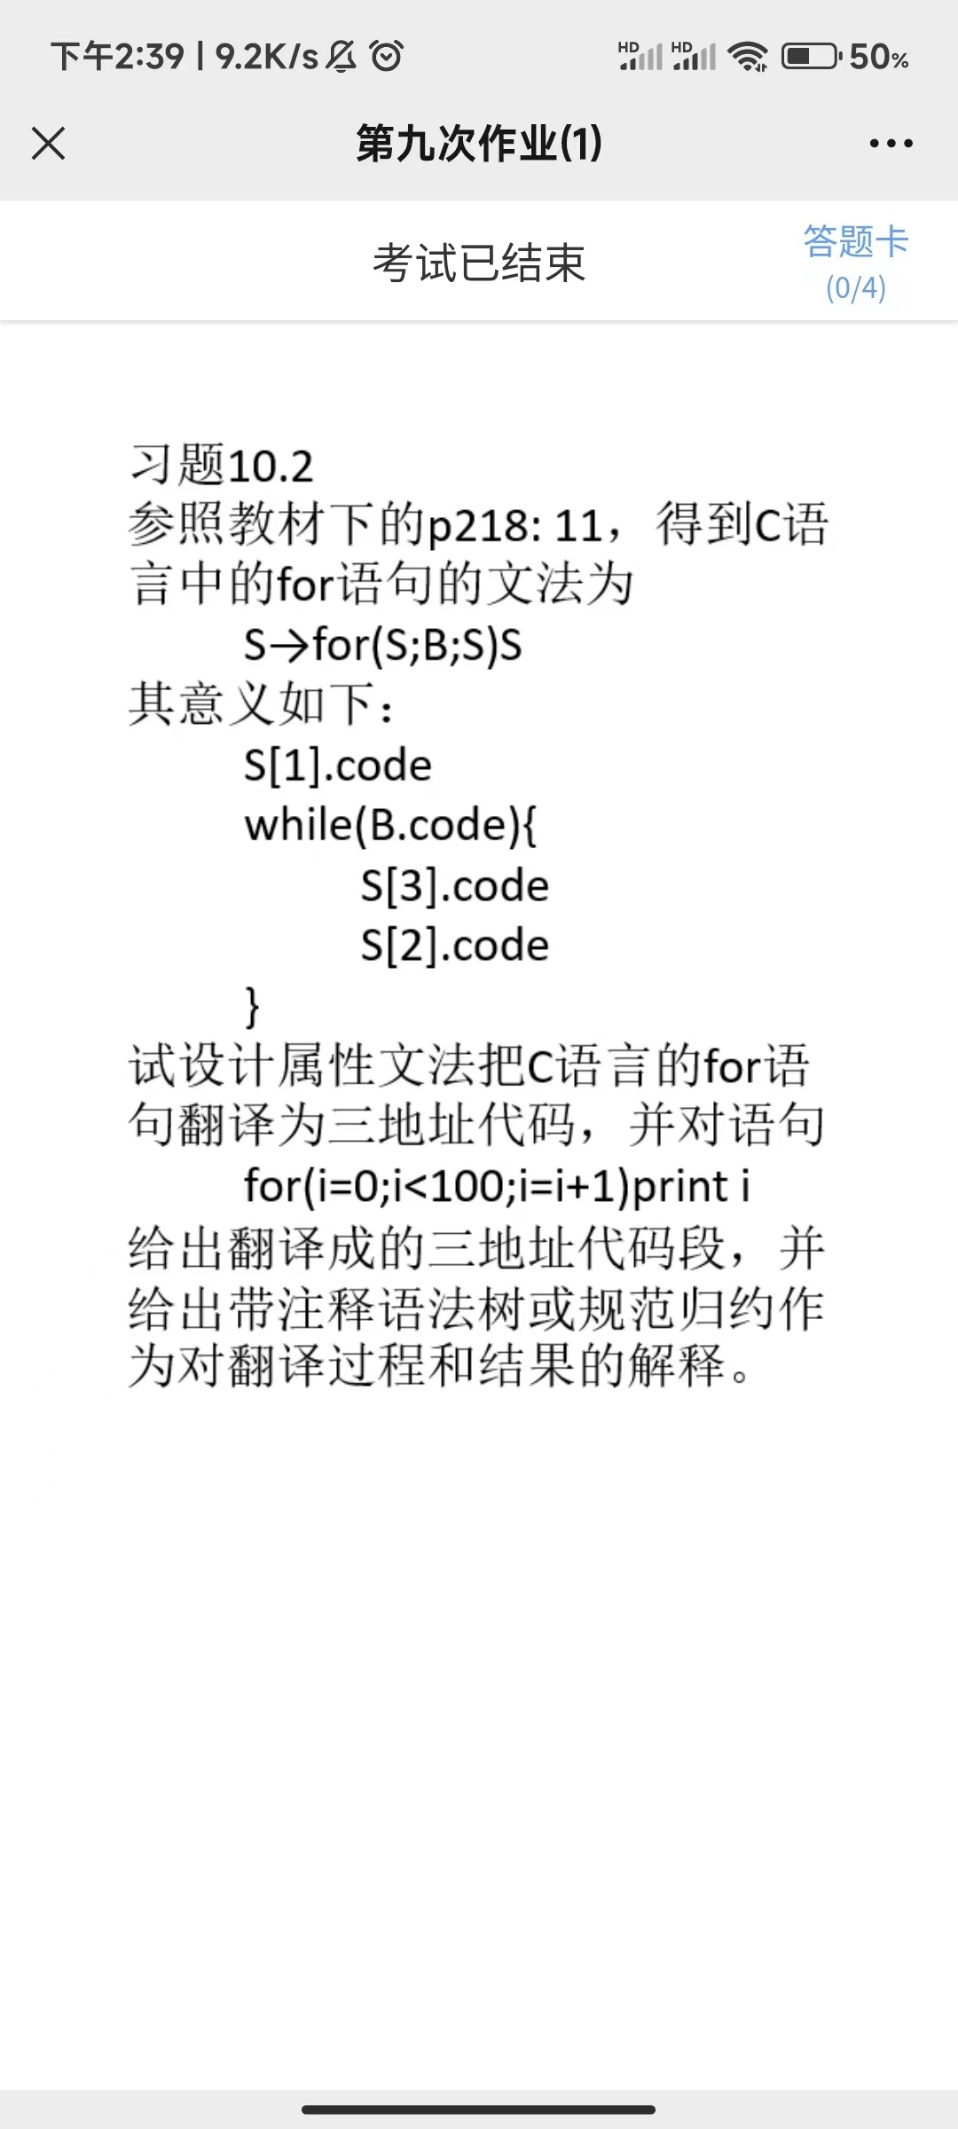 下午2:39 | 9.2K/s
HD HD 50%
第九次作业(1)
考试已结束
答题卡
(0/4)
习题10.2
参照教材下的p218: 11，得到C语
言中的for语句的文法为
S→for(S;B;S)S
其意义如下：
S[1].code
while(B.code){
S[3].code
S[2].code
}
试设计属性文法把C语言的for语
句翻译为三地址代码，并对语句
for(i=0;i<100;i=i+1)print i
给出翻译成的三地址代码段，并
给出带注释语法树或规范归约作
为对翻译过程和结果的解释。